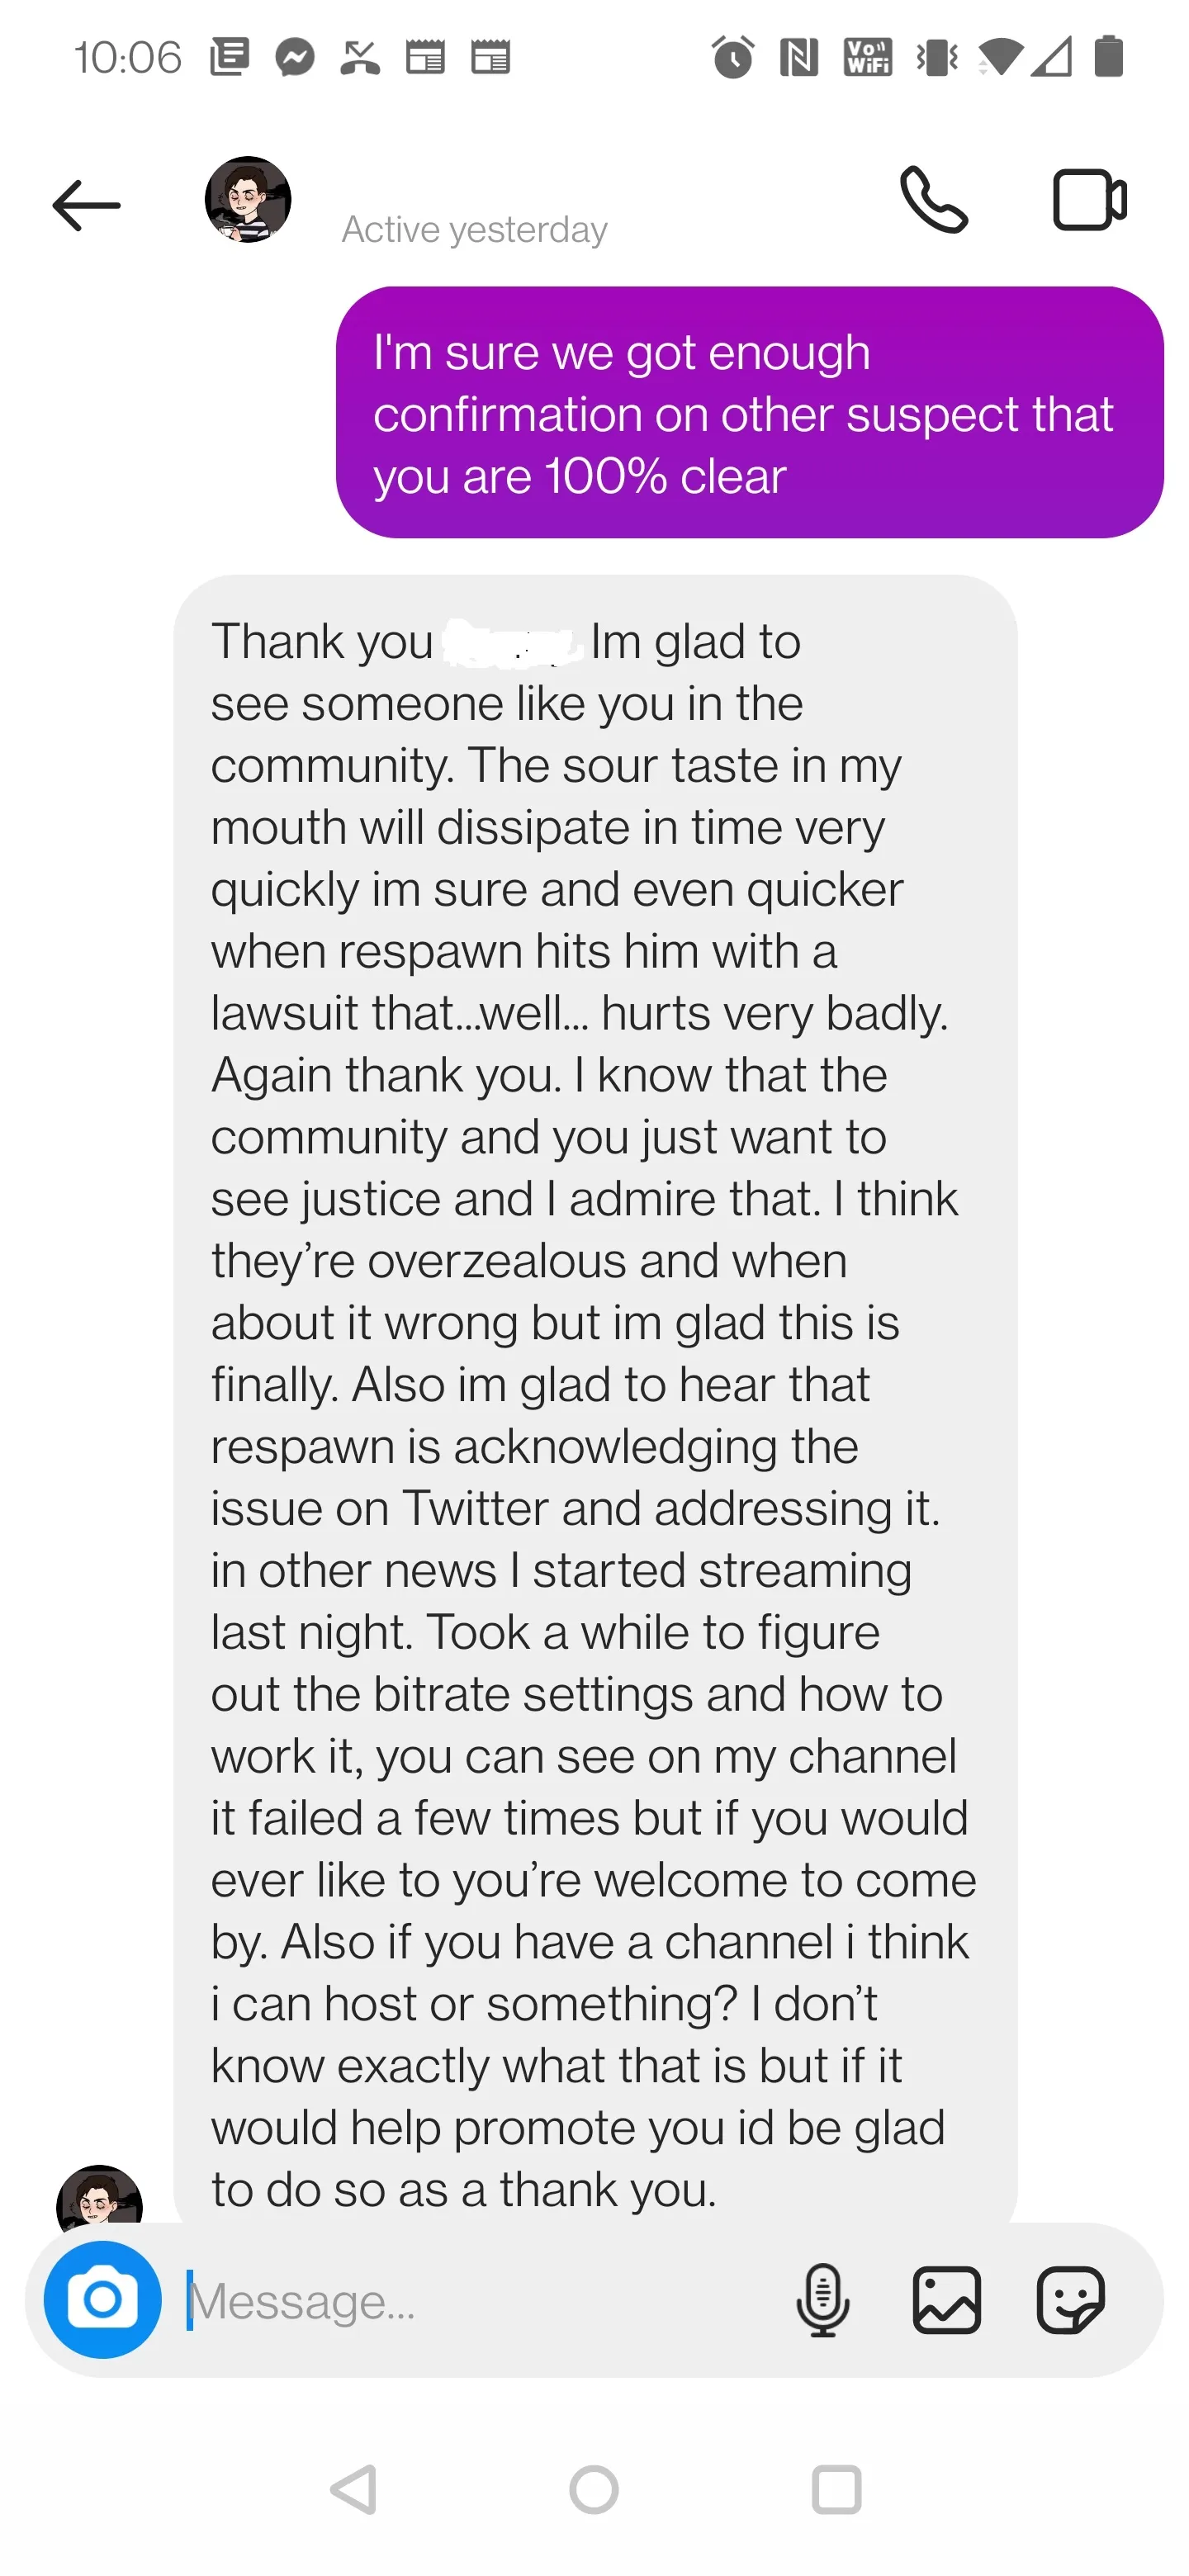 10:06
Vo
WiFi
Active yesterday
I'm sure we got enough
confirmation on other suspect that
you are 100% clear
Thank you Im glad to
see someone like you in the
community. The sour taste in my
mouth will dissipate in time very
quickly im sure and even quicker
when respawn hits him with a
lawsuit that...well... hurts very badly.
Again thank you. I know that the
community and you just want to
see justice and I admire that. I think
they’re overzealous and when
about it wrong but im glad this is
finally. Also im glad to hear that
respawn is acknowledging the
issue on Twitter and addressing it.
in other news I started streaming
last night. Took a while to figure
out the bitrate settings and how to
work it, you can see on my channel
it failed a few times but if you would
ever like to you’re welcome to come
by. Also if you have a channel i think
i can host or something? I don’t
know exactly what that is but if it
would help promote you id be glad
to do so as a thank you.
Message...